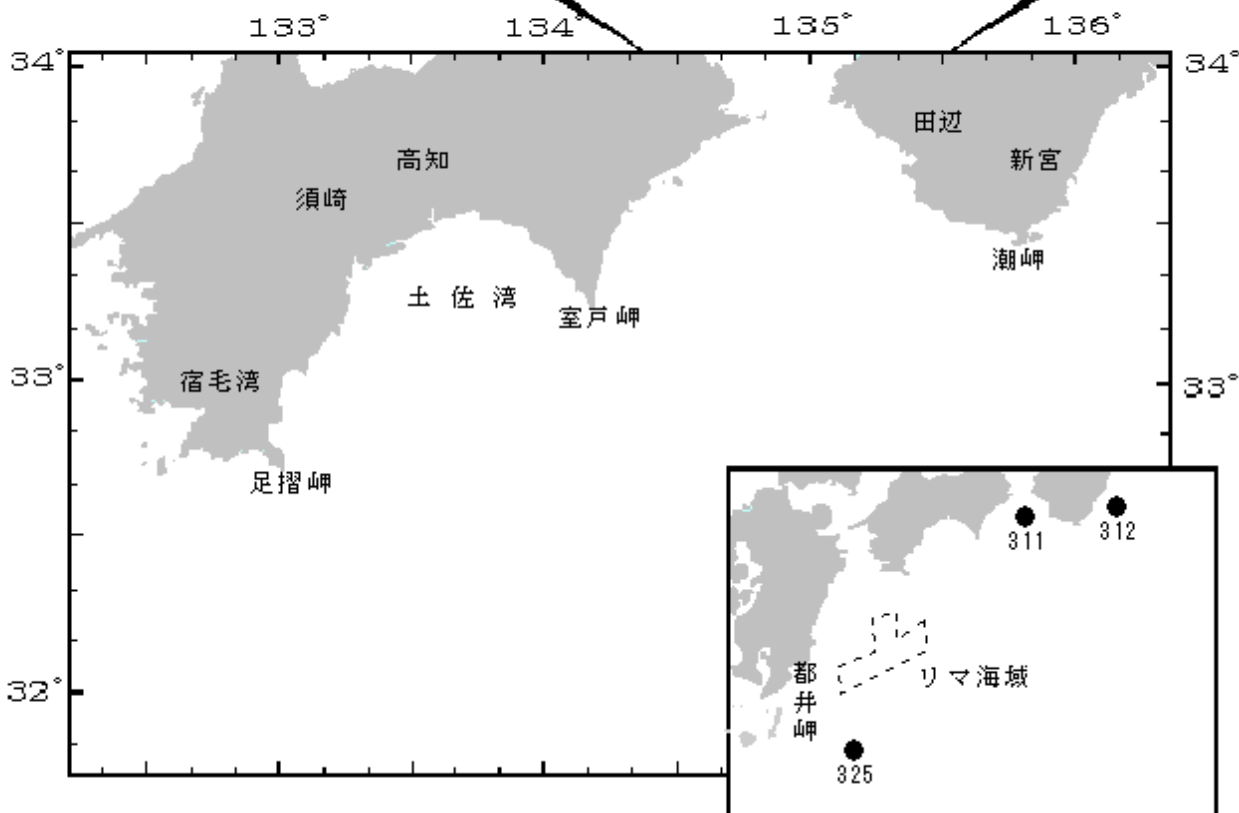 133°
134°
135°
136°
34°
34°
田辺
高知
新宮
須崎
潮岬
土佐湾
室戸岬
33°
33°
宿毛湾
足摺岬
311
312
都井岬
リマ海域
32°
325